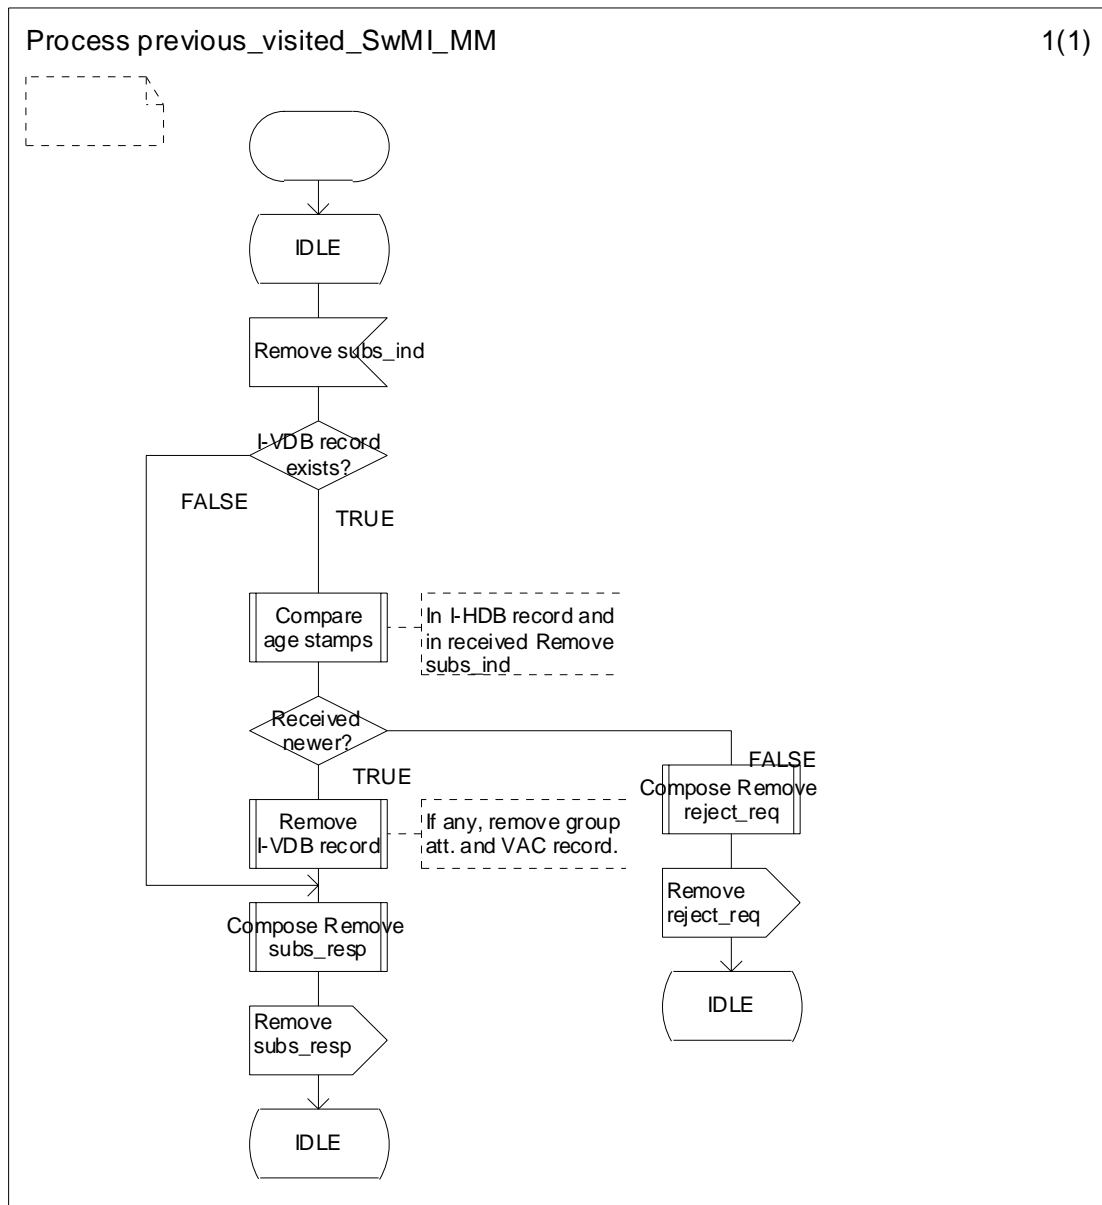 Process previous_visited_SwMI_MM
1(1)
IDLE
Remove subs_ind
I-VDB record
exists?
FALSE
TRUE
Compare
age stamps
In I-HDB record and
in received Remove
subs_ind
Received
newer?
TRUE
FALSE
Remove
I-VDB record
If any, remove group
att. and VAC record.
Compose Remove
reject_req
Remove
reject_req
IDLE
Compose Remove
subs_resp
Remove
subs_resp
IDLE